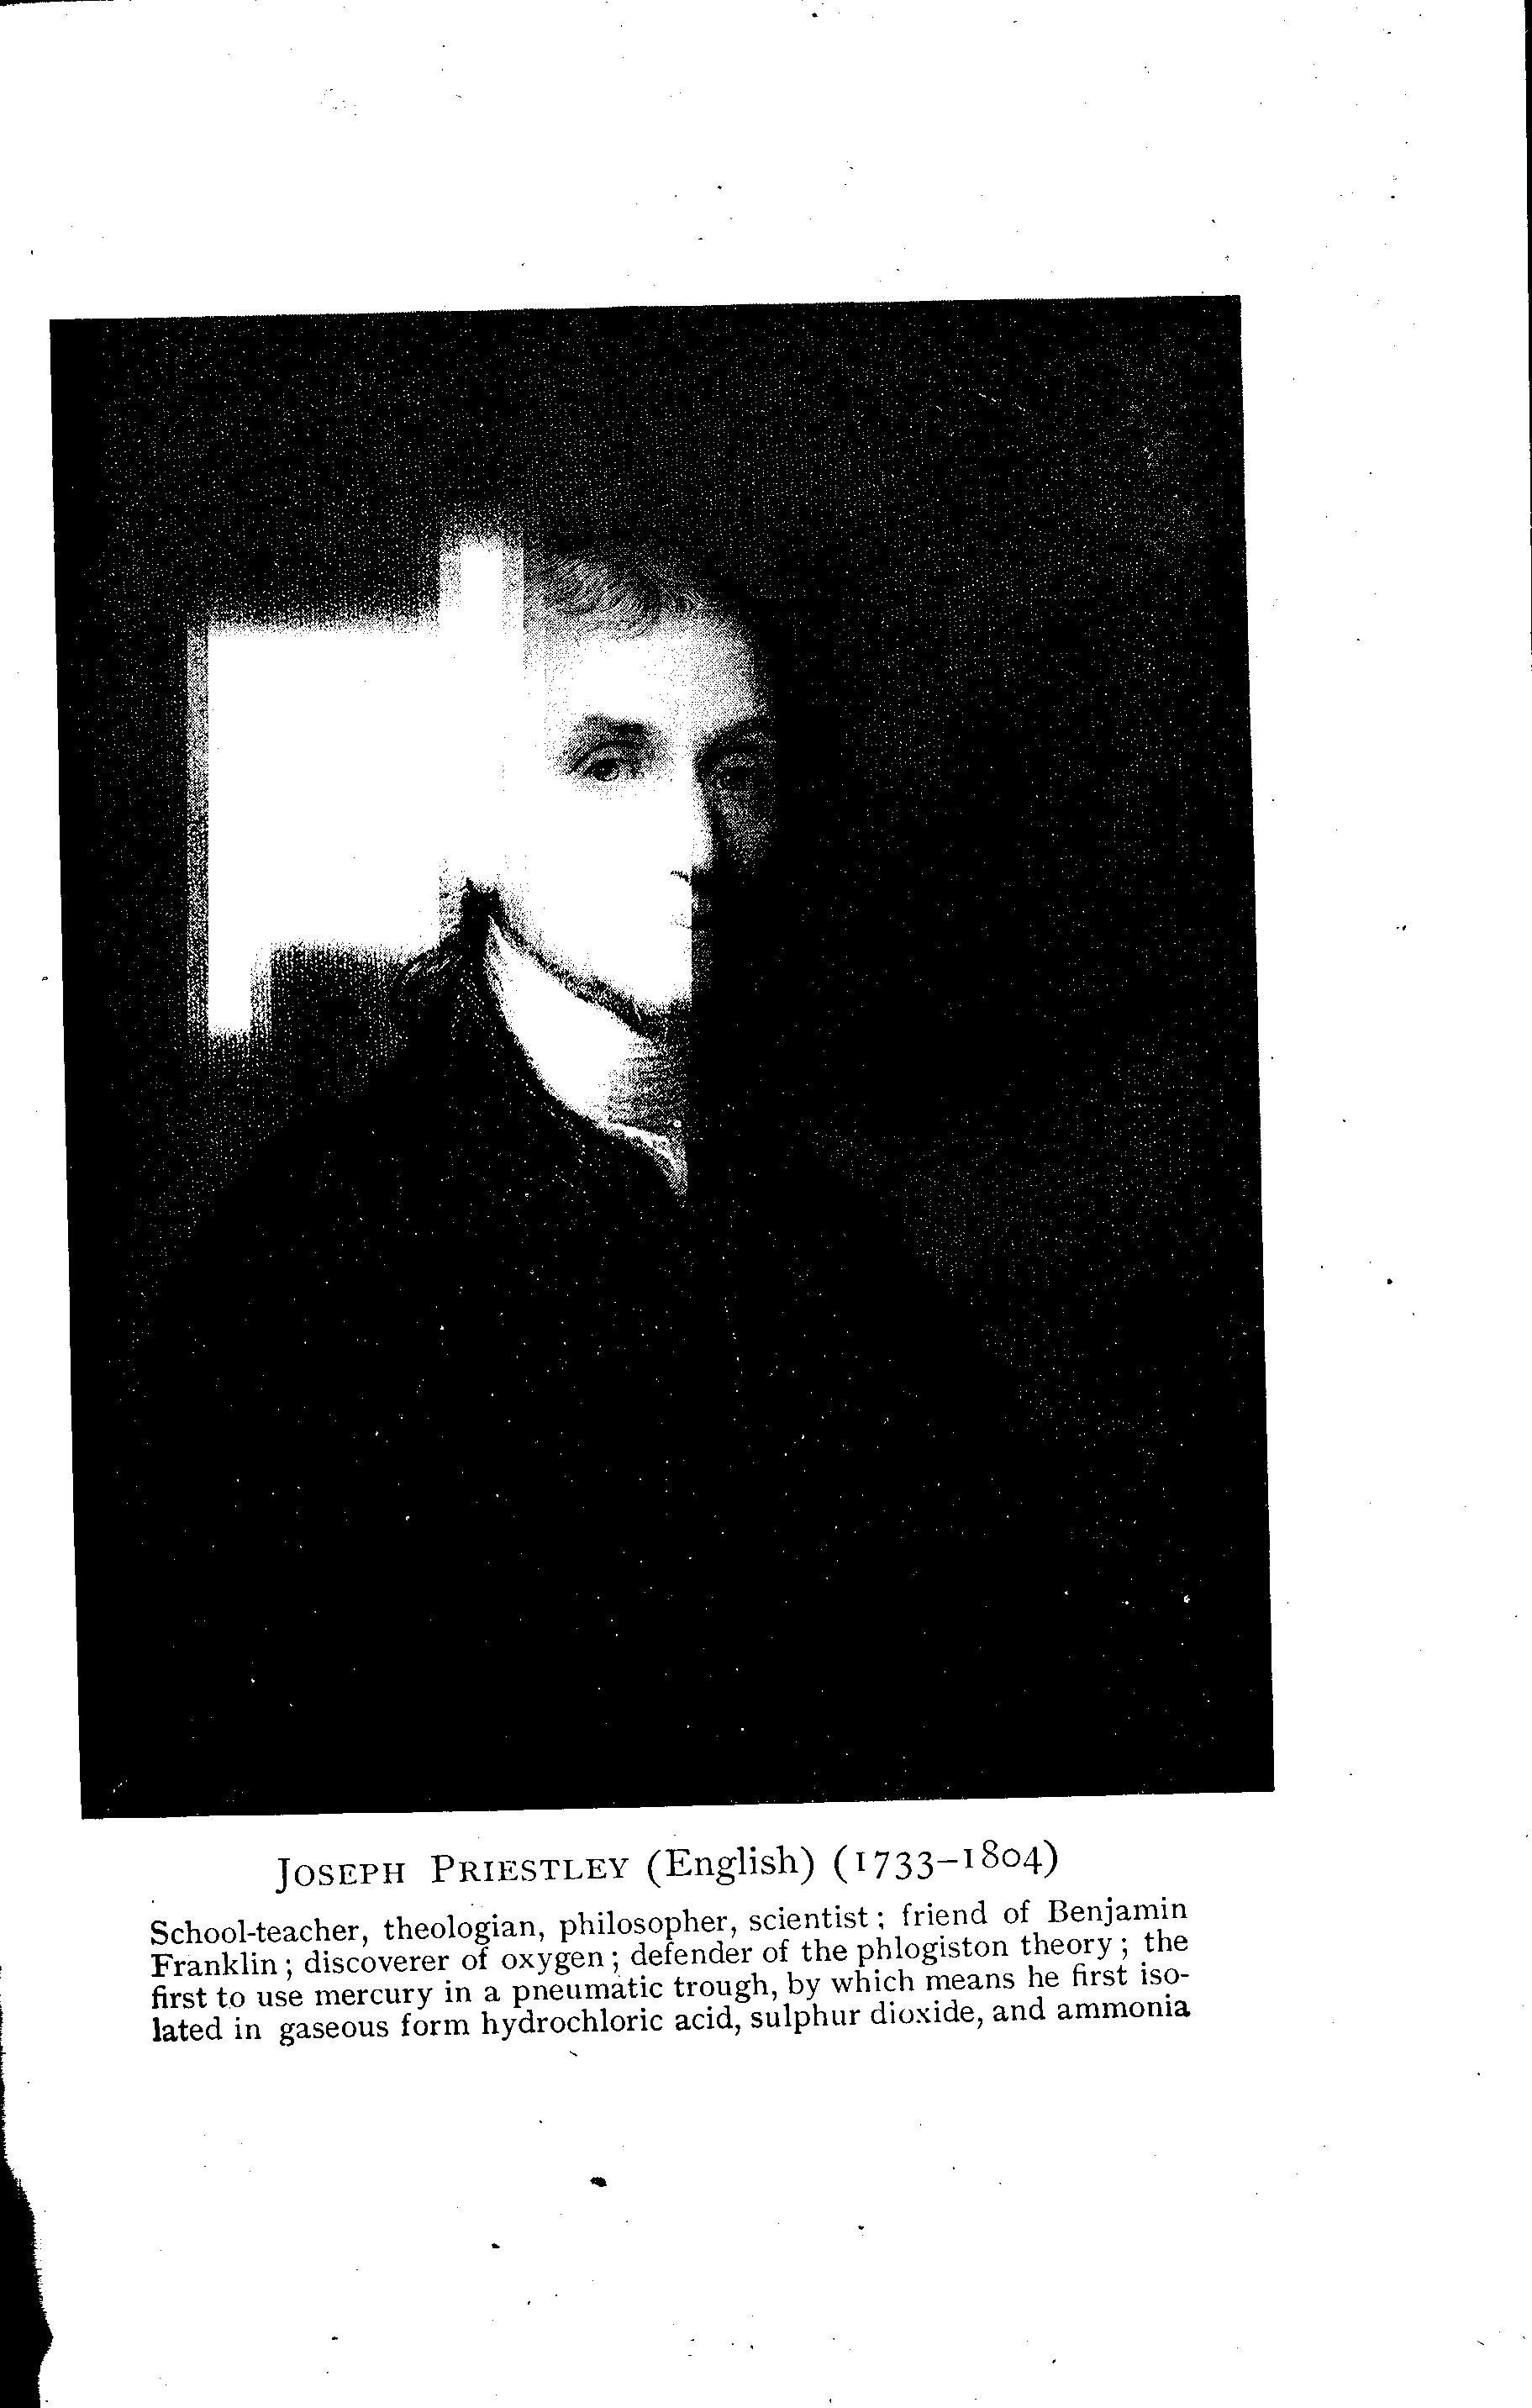 JOSEPH PRIESTLEY (English) (1733–1804)
School-teacher, theologian, philosopher, scientist; friend of Benjamin
Franklin; discoverer of oxygen; defender of the phlogiston theory; the
first to use mercury in a pneumatic trough, by which means he first iso-
lated in gaseous form hydrochloric acid, sulphur dioxide, and ammonia